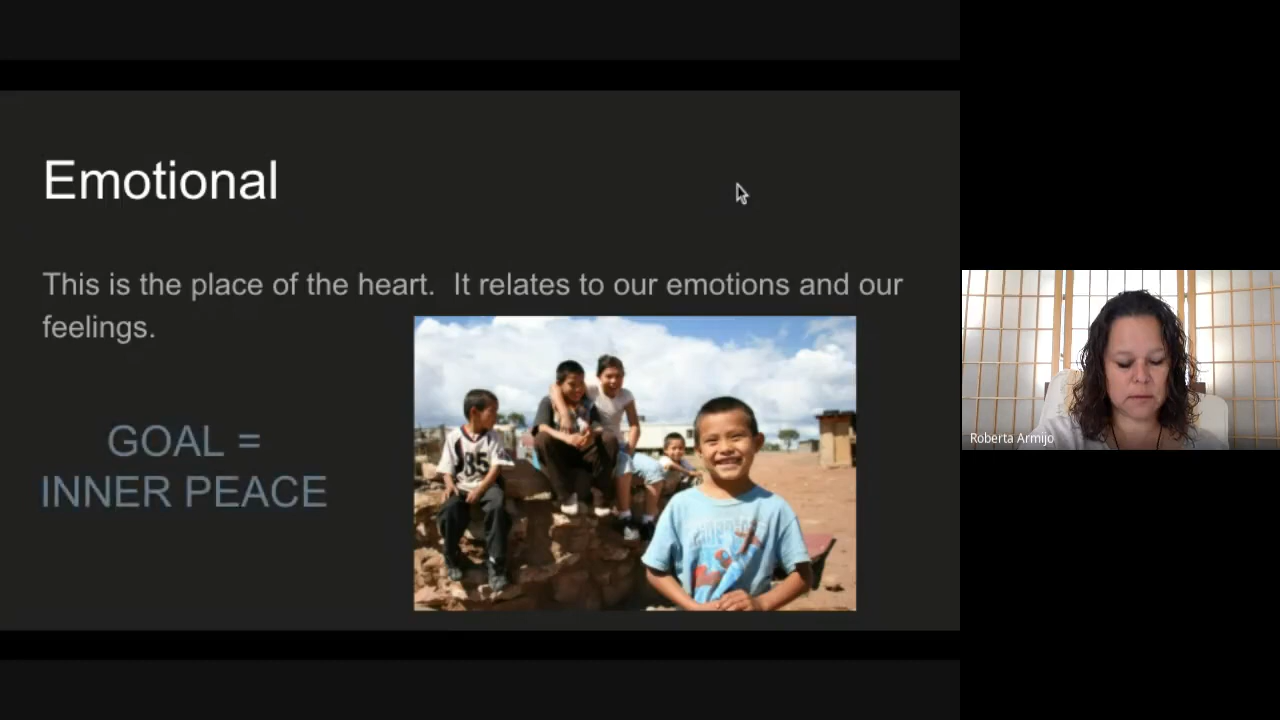 Emotional
This is the place of the heart.  It relates to our emotions and our
feelings.
GOAL =
INNER PEACE
85
Roberta Armijo